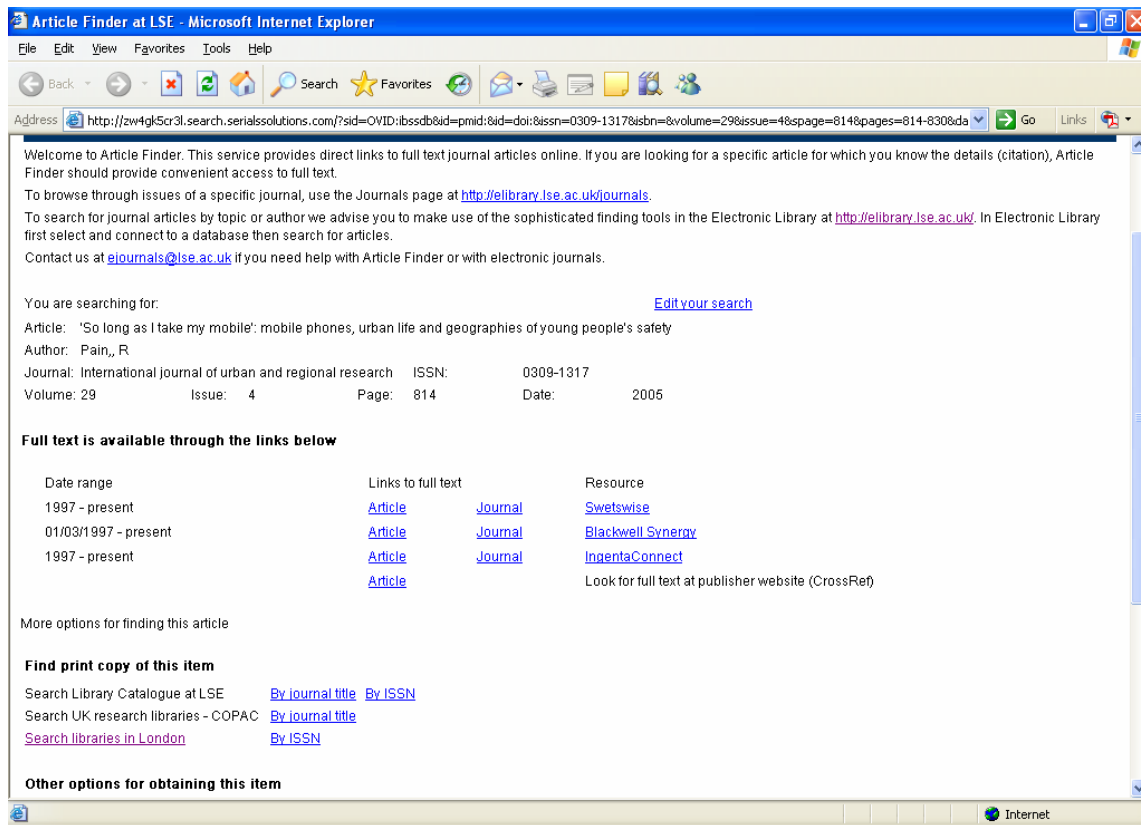 Article Finder at LSE - Microsoft Internet Explorer
File Edit View Favorites Tools Help
Back Search Favorites
Address http://zw4gk5cr3l.search.serialssolutions.com/?sid=OVID:ibssdb&id=pmid:&id=doi:&issn=0309-1317&isbn=&volume=29&issue=4&spage=814&pages=814-830&da Go Links
Welcome to Article Finder. This service provides direct links to full text journal articles online. If you are looking for a specific article for which you know the details (citation), Article
Finder should provide convenient access to full text.
To browse through issues of a specific journal, use the Journals page at http://elibrary.lse.ac.uk/journals.
To search for journal articles by topic or author we advise you to make use of the sophisticated finding tools in the Electronic Library at http://elibrary.lse.ac.uk/. In Electronic Library
first select and connect to a database then search for articles.
Contact us at ejournals@lse.ac.uk if you need help with Article Finder or with electronic journals.
You are searching for: Edit your search
Article: 'So long as I take my mobile': mobile phones, urban life and geographies of young people's safety
Author: Pain,, R
Journal: International journal of urban and regional research ISSN: 0309-1317
Volume: 29 Issue: 4 Page: 814 Date: 2005
Full text is available through the links below
Date range Links to full text Resource
1997 - present Article Journal Swetswise
01/03/1997 - present Article Journal Blackwell Synergy
1997 - present Article Journal IngentaConnect
Article Look for full text at publisher website (CrossRef)
More options for finding this article
Find print copy of this item
Search Library Catalogue at LSE By journal title By ISSN
Search UK research libraries - COPAC By journal title
Search libraries in London By ISSN
Other options for obtaining this item
Internet